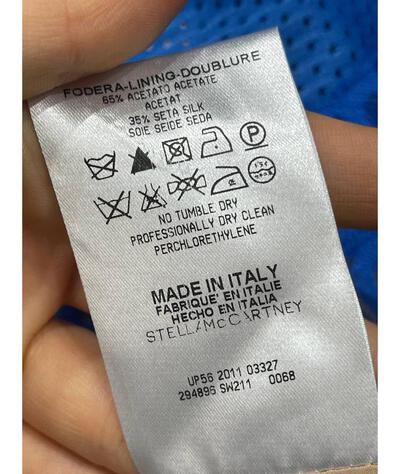 FODERA-LINING-DOUBLURE
65% ACETATO ACETATE
ACETAT
35% SETA SILK
SOIE SEIDE SEDA
P
NO TUMBLE DRY
PROFESSIONALLY DRY CLEAN
PERCHLORETHYLENE
MADE IN ITALY
FABRIQUE' EN ITALIE
HECHO EN ITALIA
STELLA McCARTNEY
UP56 2011 03327
294896 SW211 0068